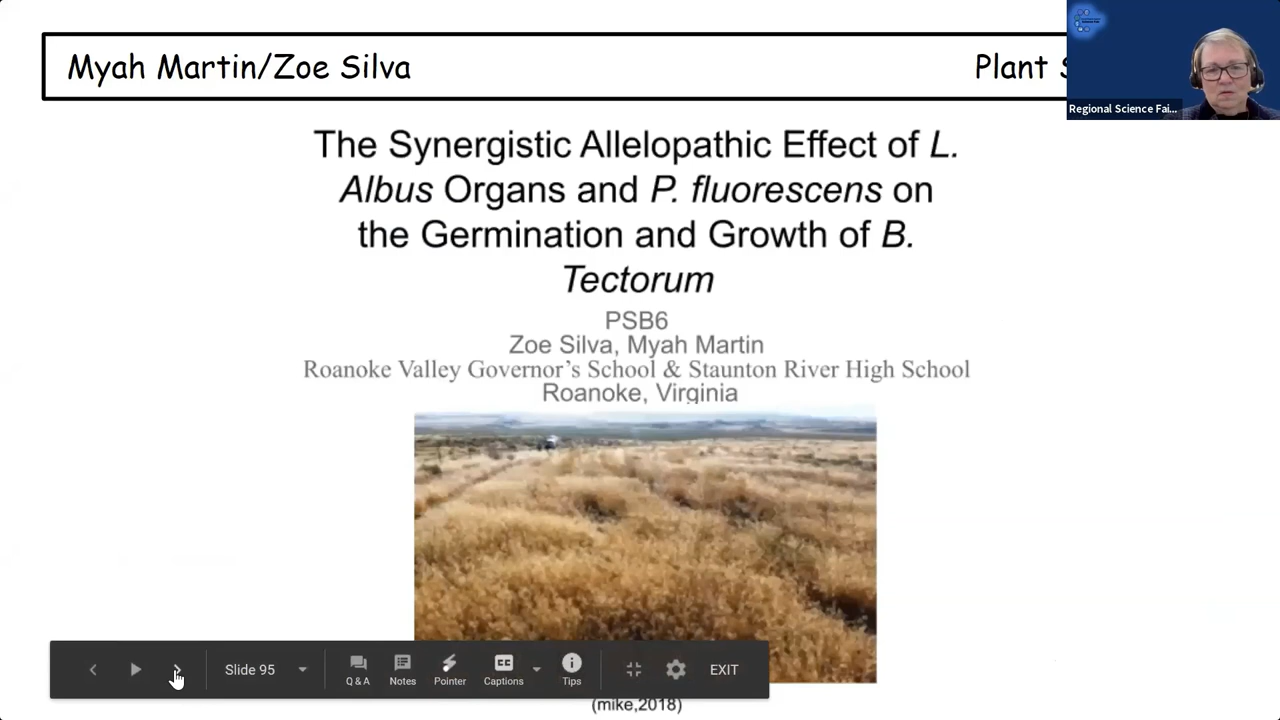 Myah Martin/Zoe Silva
Plant
Regional Science Fai...
The Synergistic Allelopathic Effect of L.
Albus Organs and P. fluorescens on
the Germination and Growth of B.
Tectorum
PSB6
Zoe Silva, Myah Martin
Roanoke Valley Governor's School & Staunton River High School
Roanoke, Virginia
Slide 95
Q & A
Notes
Pointer
CC
Captions
Tips
EXIT
(mike,2018)